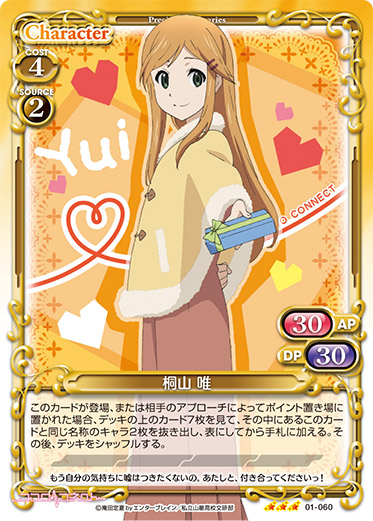 Precious Memories
Character
COST
4
SOURCE
2
Yui
CONNECT
30 AP
DP 30
桐山 唯
このカードが登場、または相手のアプローチによってポイント置き場に
置かれた場合、デッキの上のカード7枚を見て、その中にあるこのカー
ドと同じ名称のキャラ2枚を抜き出し、表にしてから手札に加える。そ
の後、デッキをシャッフルする。
もう自分の気持ちに嘘はつきたくないの。あたしと、付き合ってくださいっ!
ココロコネクト
©庵田定夏 by エンターブレイン/私立山星高校文研部
★★★ 01-060